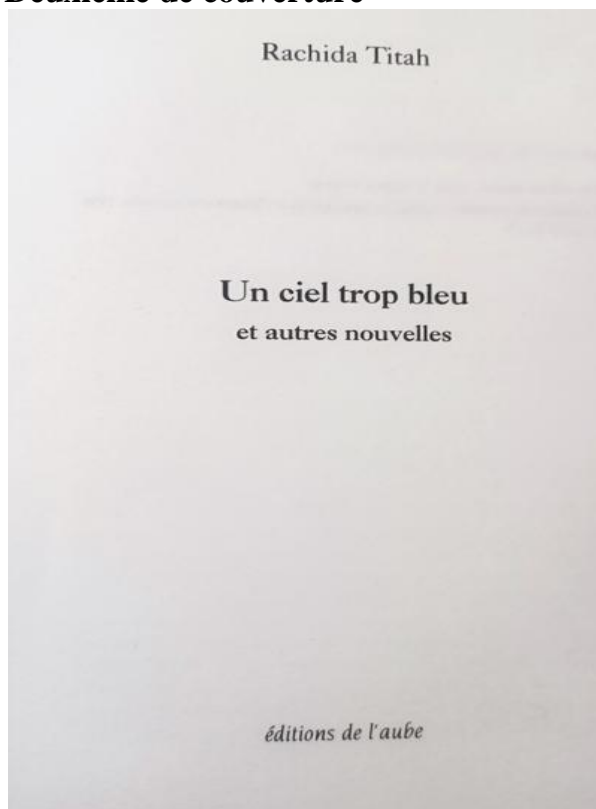 Deuxième de couverture
Rachida Titah
Un ciel trop bleu
et autres nouvelles
éditions de l'aube